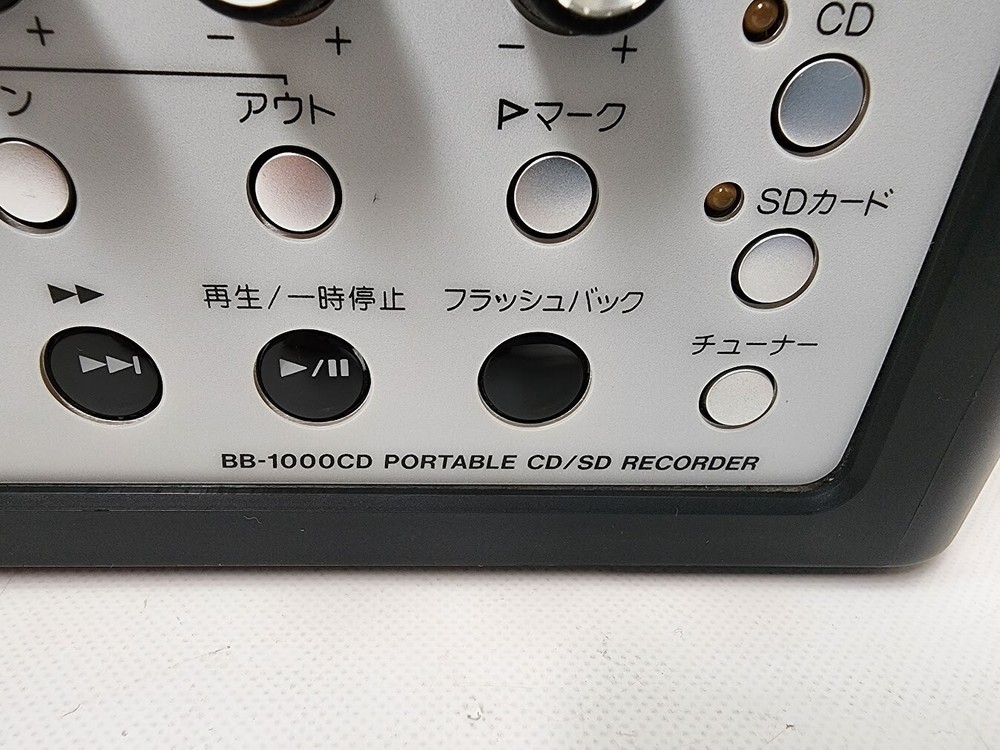 + − + − +
CD
ン アウト マーク
SDカード
再生/一時停止 フラッシュバック
チューナー
BB-1000CD PORTABLE CD/SD RECORDER